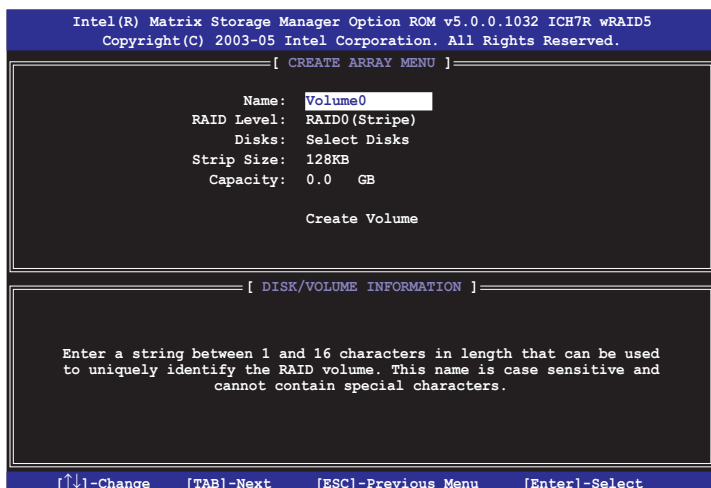 Intel(R) Matrix Storage Manager Option ROM v5.0.0.1032 ICH7R wRAID5
Copyright(C) 2003-05 Intel Corporation. All Rights Reserved.
[ CREATE ARRAY MENU ]
Name: Volume0
RAID Level: RAID0(Stripe)
Disks: Select Disks
Strip Size: 128KB
Capacity: 0.0 GB
Create Volume
[ DISK/VOLUME INFORMATION ]
Enter a string between 1 and 16 characters in length that can be used
to uniquely identify the RAID volume. This name is case sensitive and
cannot contain special characters.
[↑↓]-Change [TAB]-Next [ESC]-Previous Menu [Enter]-Select